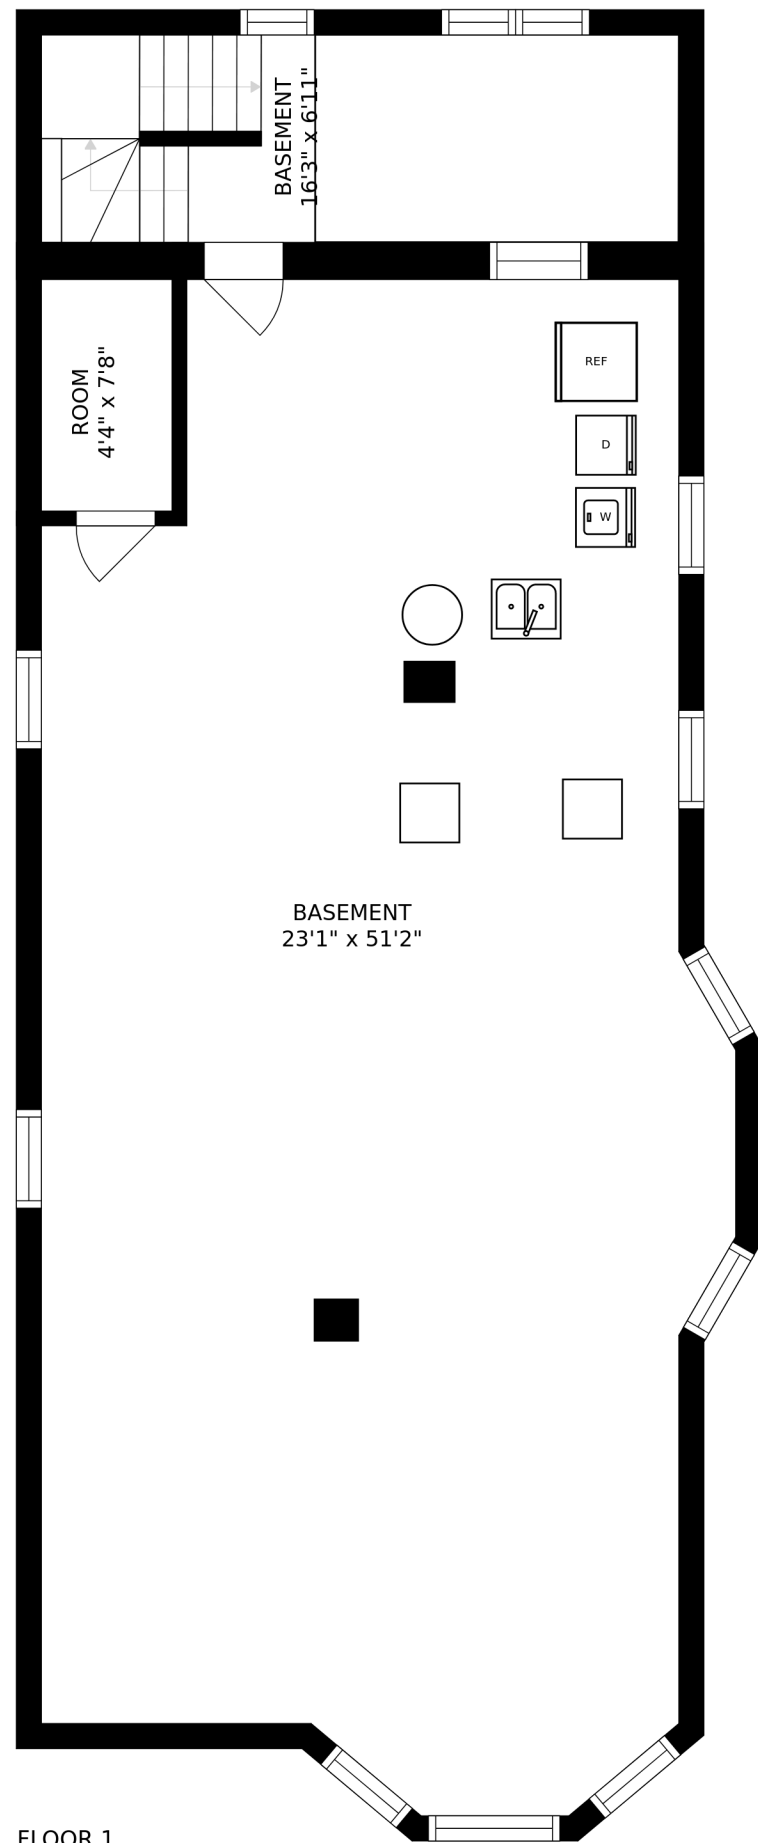 BASEMENT
16'3" x 6'11"
ROOM
4'4" x 7'8"
REF
D
W
BASEMENT
23'1" x 51'2"
FLOOR 1